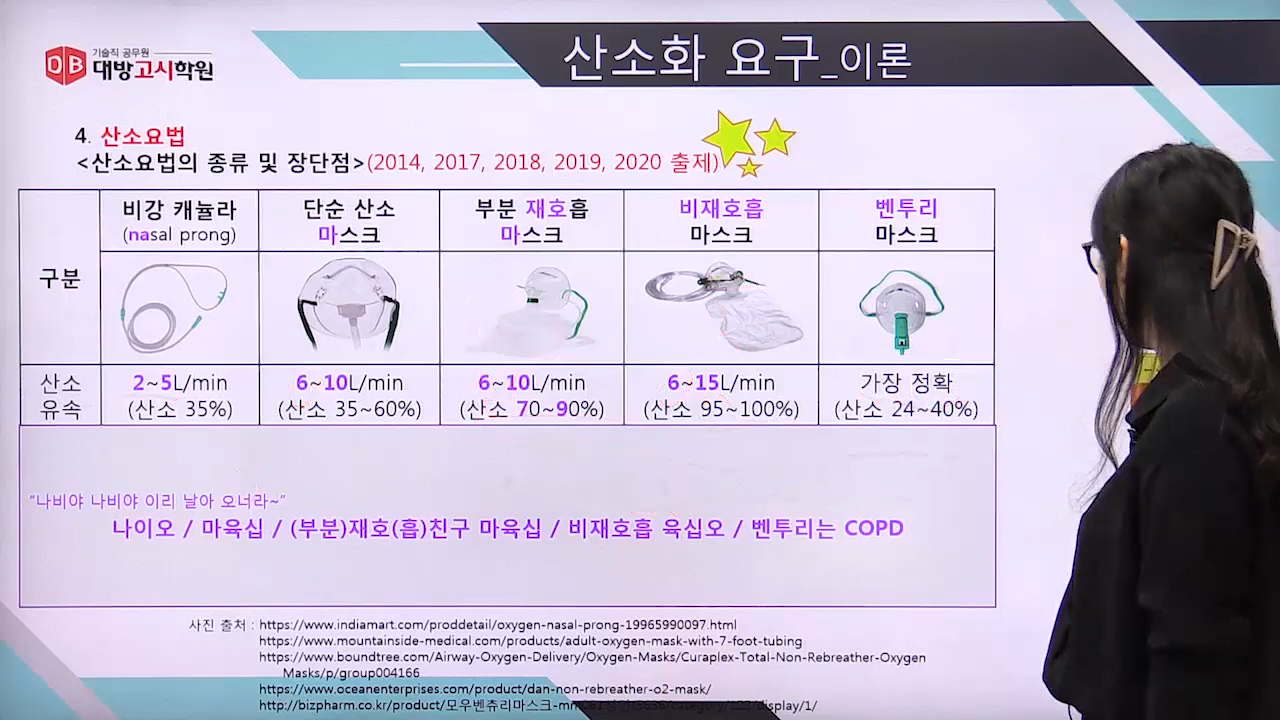 기술직 공무원
대방고시학원
산소화 요구_이론
4. 산소요법
<산소요법의 종류 및 장단점>(2014, 2017, 2018, 2019, 2020 출제)
구분
비강 캐뉼라
(nasal prong)
단순 산소
마스크
부분 재호흡
마스크
비재호흡
마스크
벤투리
마스크
산소
유속
2~5L/min
(산소 35%)
6~10L/min
(산소 35~60%)
6~10L/min
(산소 70~90%)
6~15L/min
(산소 95~100%)
가장 정확
(산소 24~40%)
“나비야 나비야 이리 날아 오너라~”
나이오 / 마육십 / (부분)재호(흡)친구 마육십 / 비재호흡 육십오 / 벤투리는 COPD
사진 출처 : https://www.indiamart.com/proddetail/oxygen-nasal-prong-19965990097.html
https://www.mountainside-medical.com/products/adult-oxygen-mask-with-7-foot-tubing
https://www.boundtree.com/Airway-Oxygen-Delivery/Oxygen-Masks/Curaplex-Total-Non-Rebreather-Oxygen
Masks/p/group004166
https://www.oceanenterprises.com/product/dan-non-rebreather-o2-mask/